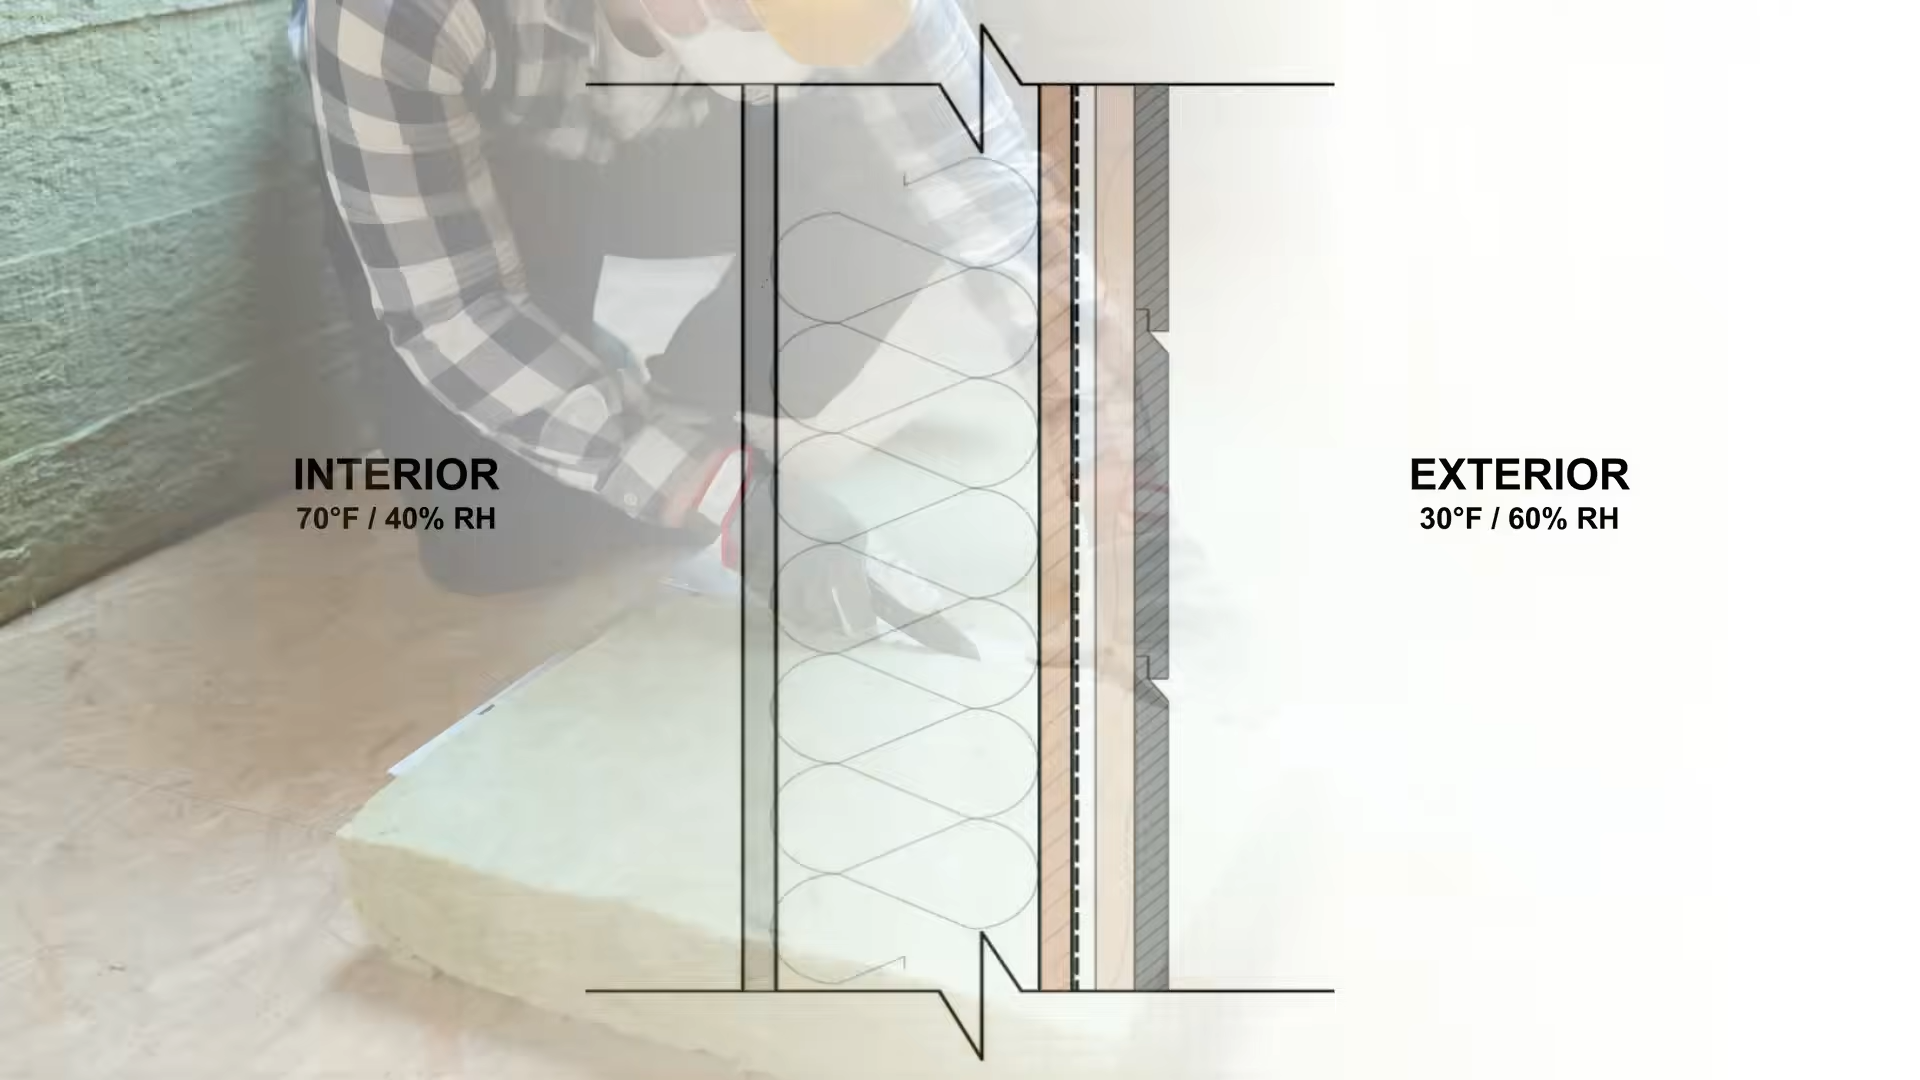 INTERIOR
70°F / 40% RH
EXTERIOR
30°F / 60% RH